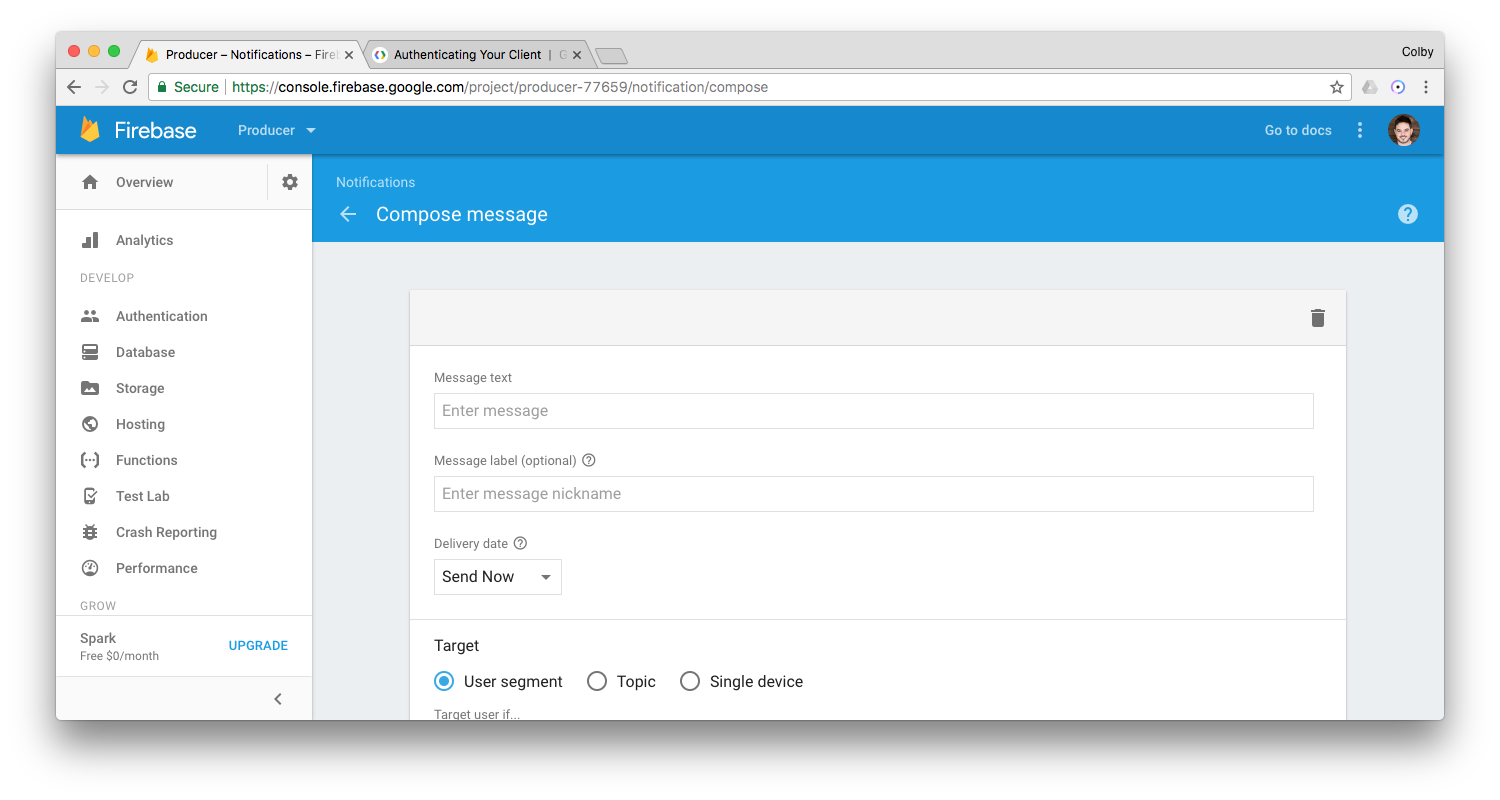 Producer – Notifications – Fire
Authenticating Your Client | G
Colby
Secure https://console.firebase.google.com/project/producer-77659/notification/compose
Firebase
Producer
Go to docs
Overview
Analytics
DEVELOP
Authentication
Database
Storage
Hosting
Functions
Test Lab
Crash Reporting
Performance
GROW
Spark
Free $0/month
UPGRADE
Notifications
Compose message
Message text
Enter message
Message label (optional)
Enter message nickname
Delivery date
Send Now
Target
User segment
Topic
Single device
Target user if...